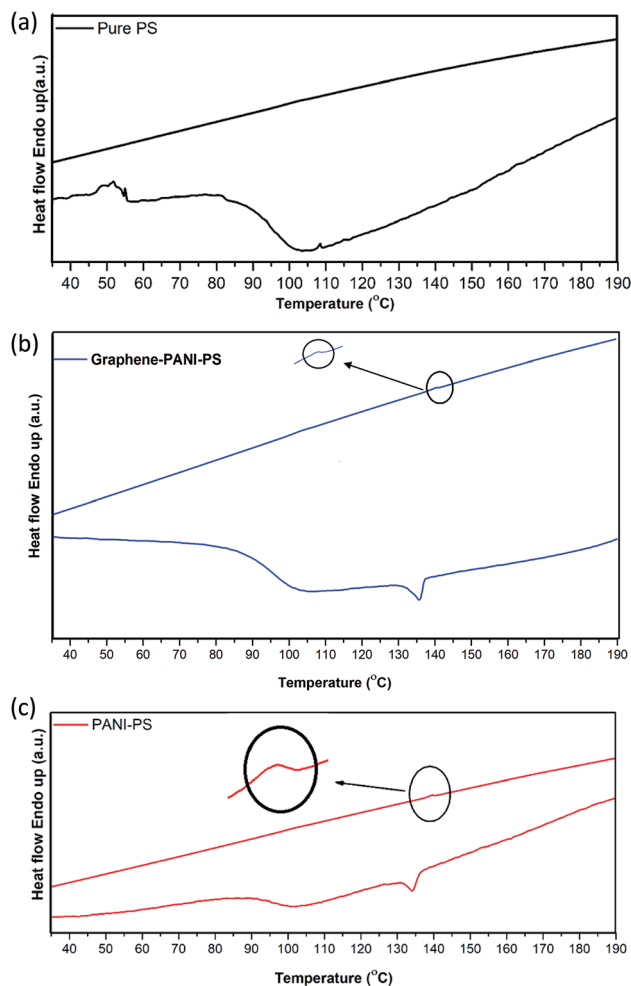 (a)
Pure PS
Heat flow Endo up(a.u.)
40 50 60 70 80 90 100 110 120 130 140 150 160 170 180 190
Temperature (°C)
(b)
Graphene-PANI-PS
Heat flow Endo up (a.u.)
40 50 60 70 80 90 100 110 120 130 140 150 160 170 180 190
Temperature (°C)
(c)
PANI-PS
Heat flow Endo up (a.u.)
40 50 60 70 80 90 100 110 120 130 140 150 160 170 180 190
Temperature (°C)